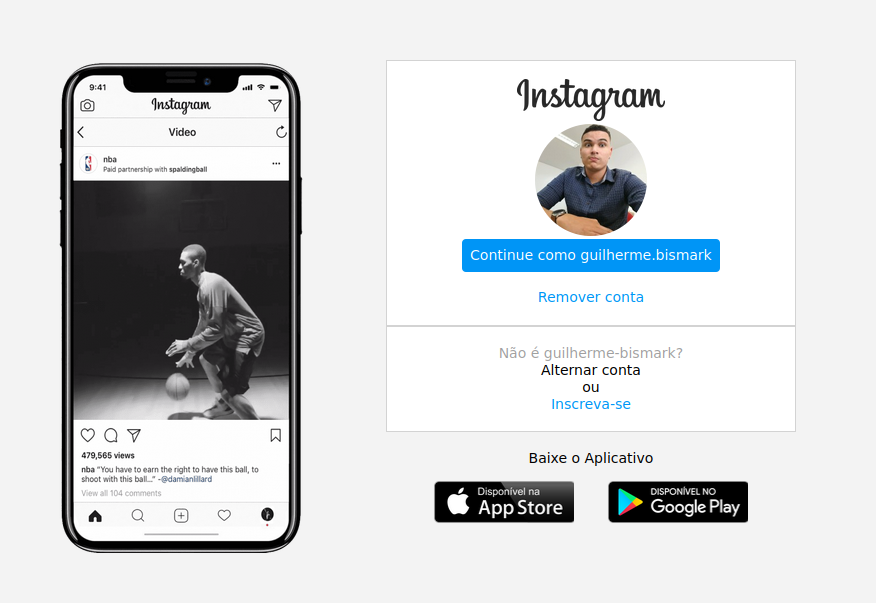 9:41
Instagram
Video
nba
Paid partnership with spaldingball
479,565 views
nba "You have to earn the right to have this ball, to
shoot with this ball..." -@damianlillard
View all 104 comments
Instagram
Continue como guilherme.bismark
Remover conta
Não é guilherme-bismark?
Alternar conta
ou
Inscreva-se
Baixe o Aplicativo
Disponível na
App Store
DISPONÍVEL NO
Google Play